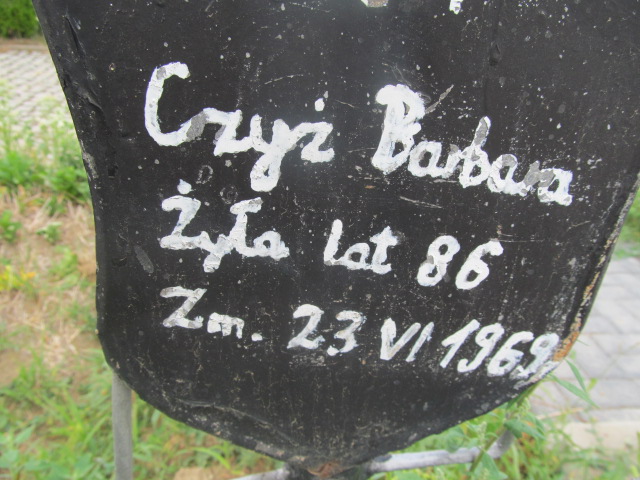 Czyż Barbara
Żyła lat 86
Zm. 23 VI 1969